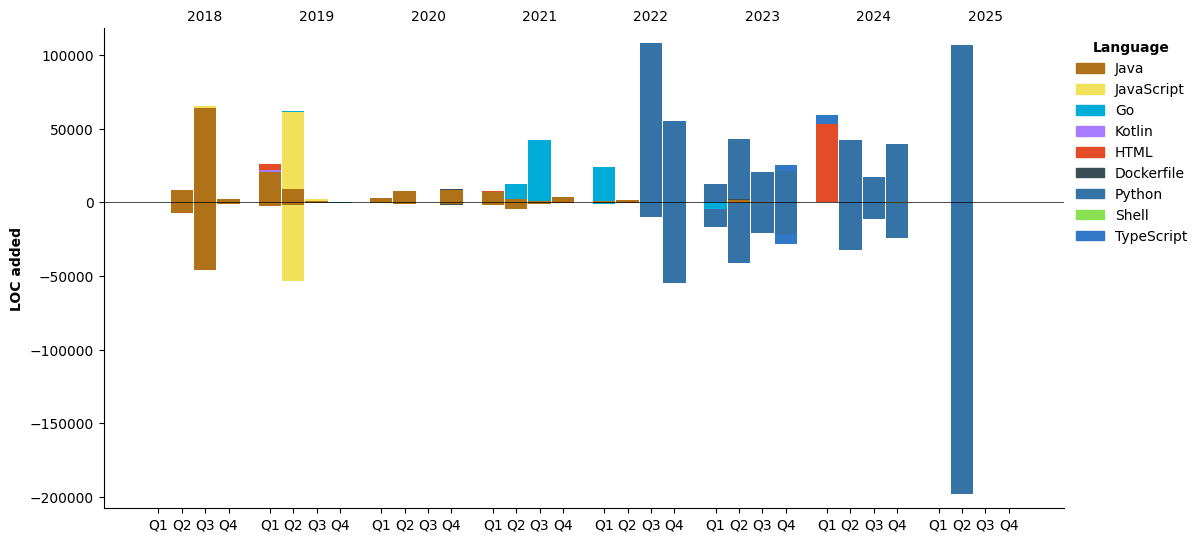 2018 2019 2020 2021 2022 2023 2024 2025
Language
Java
JavaScript
Go
Kotlin
HTML
Dockerfile
Python
Shell
TypeScript
LOC added
100000
50000
0
−50000
−100000
−150000
−200000
Q1 Q2 Q3 Q4 Q1 Q2 Q3 Q4 Q1 Q2 Q3 Q4 Q1 Q2 Q3 Q4 Q1 Q2 Q3 Q4 Q1 Q2 Q3 Q4 Q1 Q2 Q3 Q4 Q1 Q2 Q3 Q4